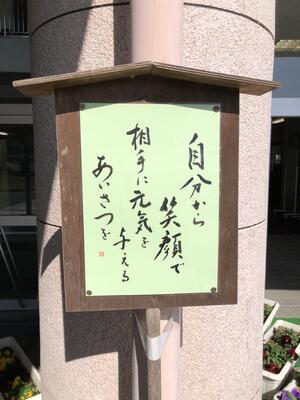 自分から
笑顔で
相手に元気を
与える
あいさつを